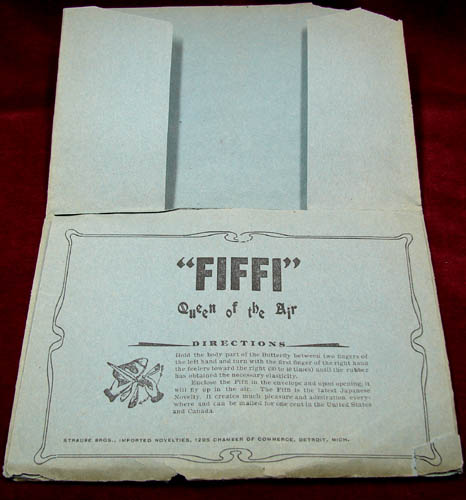 "FIFFI"
Queen of the Air
DIRECTIONS
Hold the body part of the Butterfly between two fingers of
the left hand and turn with the first finger of the right hand
the feelers toward the right (30 to 40 times) until the rubber
has obtained the necessary elasticity.
Enclose the Fiffi in the envelope and upon opening, it
will fly up in the air. The Fiffi is the latest Japanese
Novelty. It creates much pleasure and admiration every-
where and can be mailed for one cent in the United States
and Canada.
STRAUSE BROS., IMPORTED NOVELTIES, 1295 CHAMBER OF COMMERCE, DETROIT, MICH.